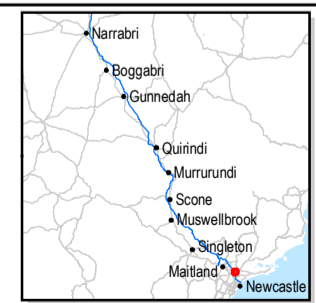 Narrabri
Boggabri
Gunnedah
Quirindi
Murrurundi
Scone
Muswellbrook
Singleton
Maitland
Newcastle